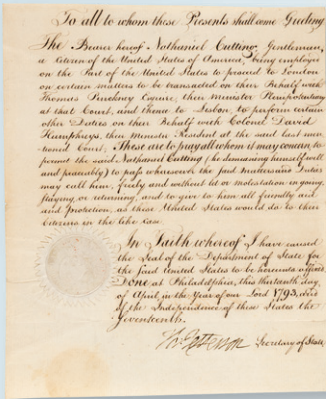 To all to whom these Presents shall come Greeting
The Bearer hereof Nathaniel Cutting, Gentleman,
a Citizen of the United States of America, being employed
on the Part of the United States to proceed to London
on certain matters to be transacted on their Behalf with
Thomas Pinckney Esquire, their Minister Plenipotentiary
at that Court, and thence to Lisbon to perform certain
other Duties on their Behalf with Colonel David
Humphreys, their Minister Resident at the said last men
tioned Court; These are to pray all whom it may concern, to
permit the said Nathaniel Cutting (he demeaning himself well
and peaceably) to pass wheresoever the said matters and Duties
may call him, freely and without let or molestation in going,
staying or returning, and to give to him all friendly aid
and protection, as these United States would do to their
Citizens in the like case.
In Faith whereof I have caused
the Seal of the Department of State for
the said United States to be hereunto affixed
Done at Philadelphia, this thirteenth day
of April in the Year of our Lord 1793, and
of the Independence of these States the
Seventeenth.
Th: Jefferson Secretary of State